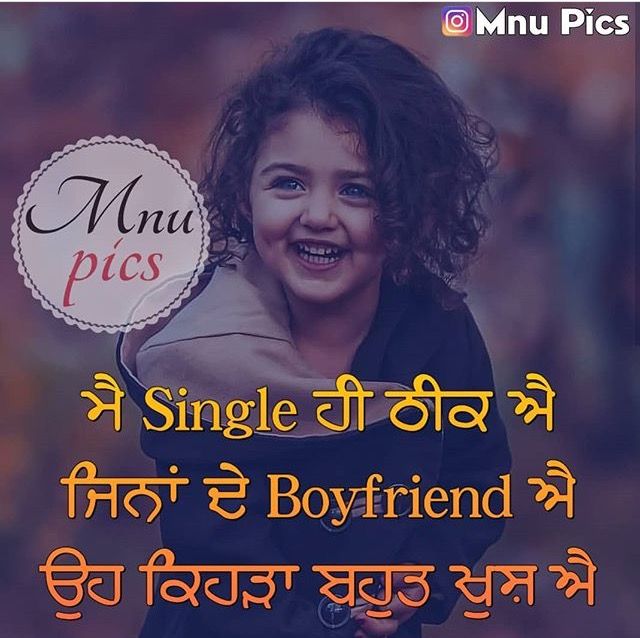 Mnu Pics
Mnu
pics
ਮੈ Single ਹੀ ਠੀਕ ਐ
ਜਿਨਾਂ ਦੇ Boyfriend ਐ
ਉਹ ਕਿਹੜਾ ਬਹੁਤ ਖੁਸ਼ ਐ